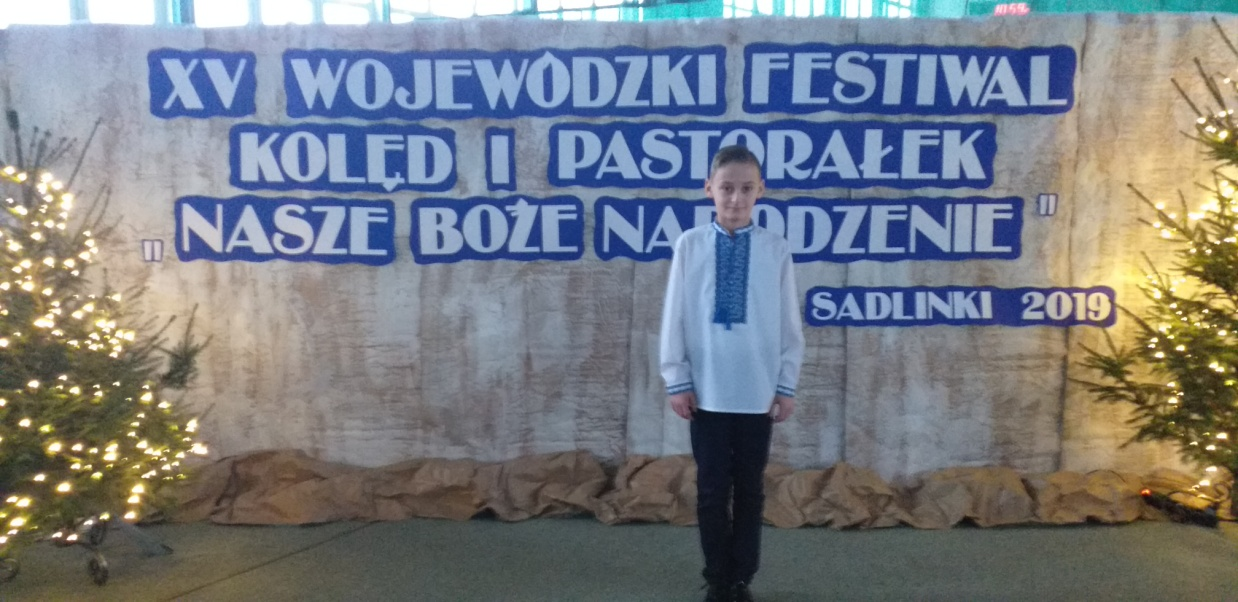 XV WOJEWÓDZKI FESTIWAL
KOLĘD I PASTORAŁEK
" NASZE BOŻE NARODZENIE "
SADLINKI 2019